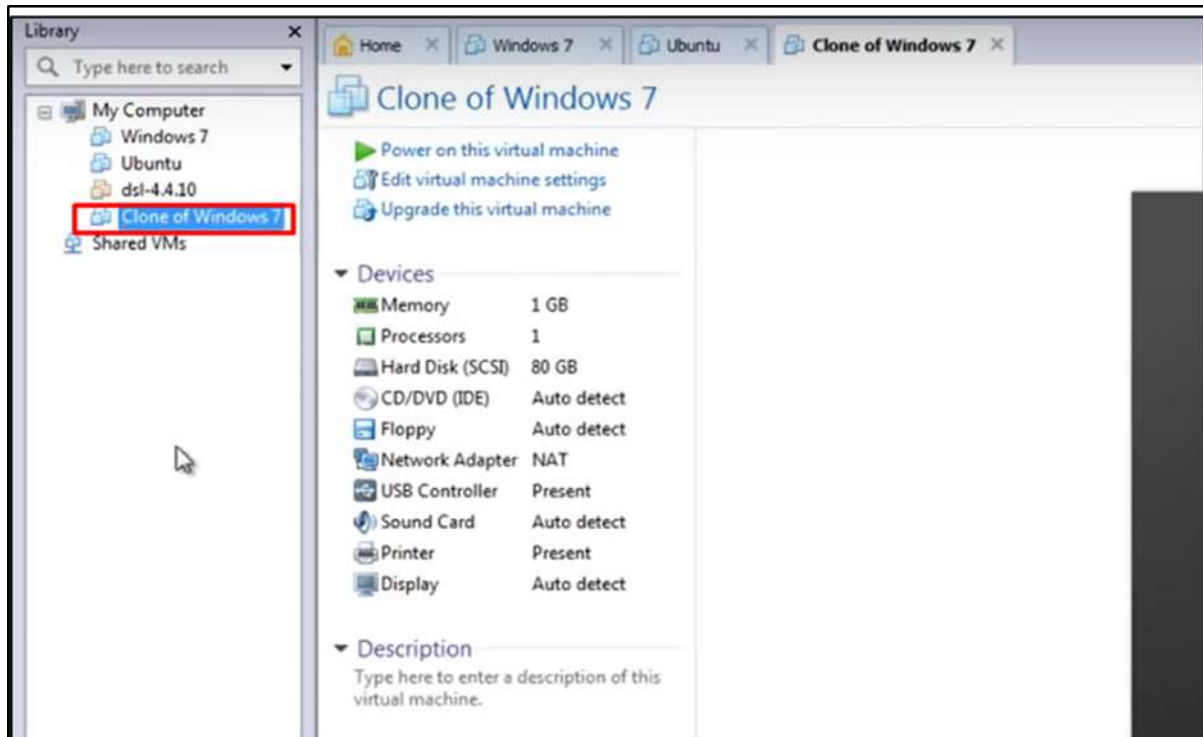 Library
Type here to search
My Computer
Windows 7
Ubuntu
dsl-4.4.10
Clone of Windows 7
Shared VMs
Home Windows 7 Ubuntu Clone of Windows 7
Clone of Windows 7
Power on this virtual machine
Edit virtual machine settings
Upgrade this virtual machine
Devices
Memory 1 GB
Processors 1
Hard Disk (SCSI) 80 GB
CD/DVD (IDE) Auto detect
Floppy Auto detect
Network Adapter NAT
USB Controller Present
Sound Card Auto detect
Printer Present
Display Auto detect
Description
Type here to enter a description of this
virtual machine.